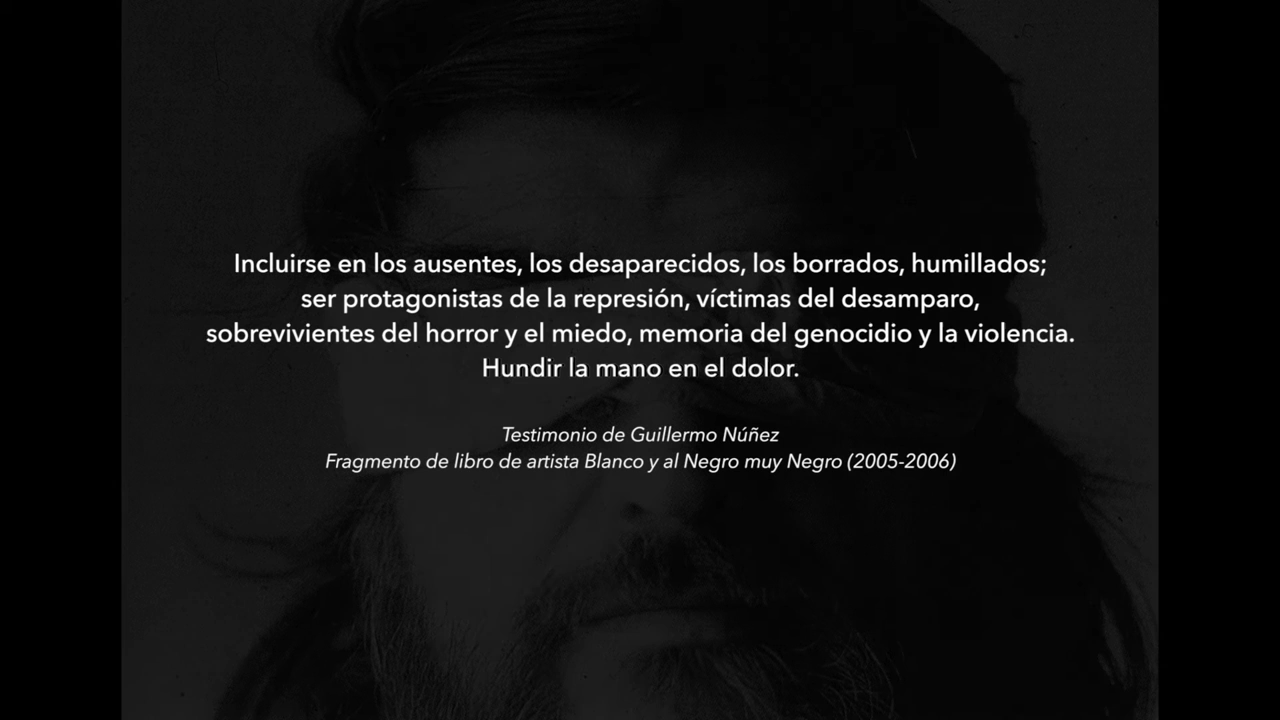 Incluirse en los ausentes, los desaparecidos, los borrados, humillados;
ser protagonistas de la represión, víctimas del desamparo,
sobrevivientes del horror y el miedo, memoria del genocidio y la violencia.
Hundir la mano en el dolor.
Testimonio de Guillermo Núñez
Fragmento de libro de artista Blanco y al Negro muy Negro (2005-2006)